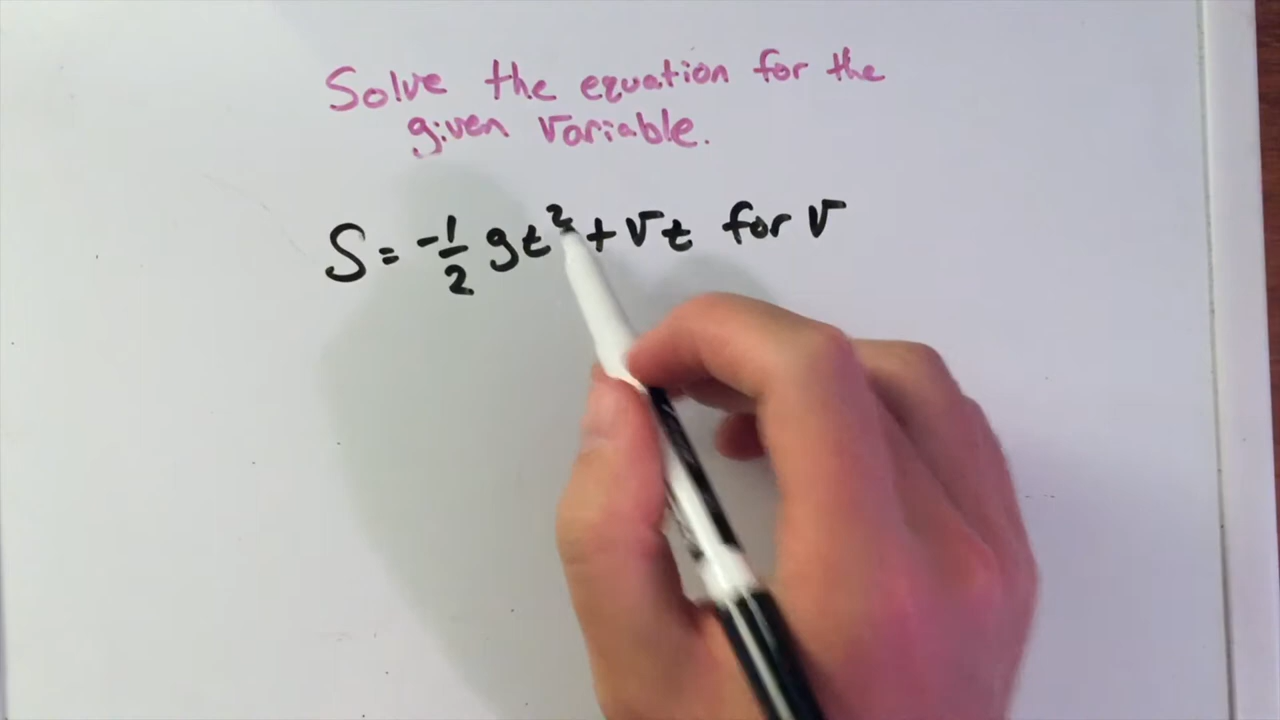 Solve the equation for the
given variable.
S = -1/2 gt² + vt for v